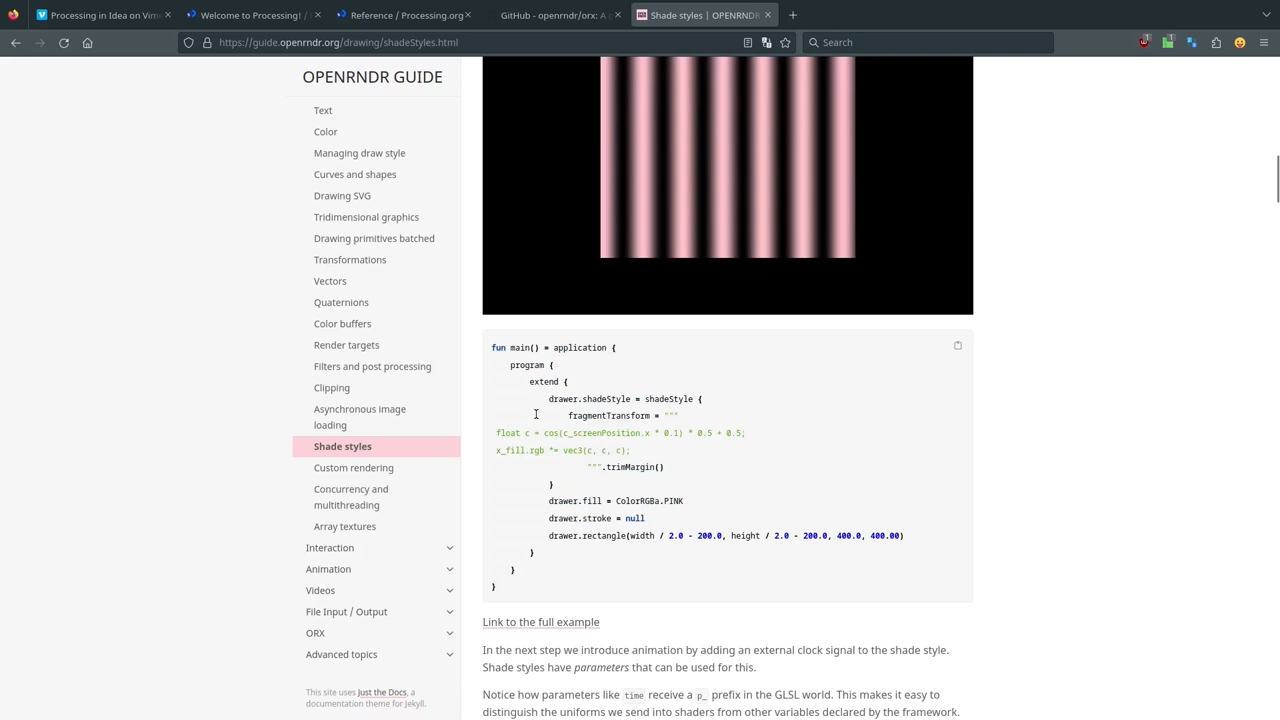 Processing in Idea on Vim
Welcome to Processing! /
Reference / Processing.org
GitHub - openrndr/orx: A g
Shade styles | OPENRNDR
https://guide.openrndr.org/drawing/shadeStyles.html
Search
1
1
OPENRNDR GUIDE
Text
Color
Managing draw style
Curves and shapes
Drawing SVG
Tridimensional graphics
Drawing primitives batched
Transformations
Vectors
Quaternions
Color buffers
Render targets
Filters and post processing
Clipping
Asynchronous image
loading
Shade styles
Custom rendering
Concurrency and
multithreading
Array textures
Interaction
Animation
Videos
File Input / Output
ORX
Advanced topics
This site uses Just the Docs, a
documentation theme for Jekyll.
fun main() = application {
program {
extend {
drawer.shadeStyle = shadeStyle {
fragmentTransform = """
float c = cos(c_screenPosition.x * 0.1) * 0.5 + 0.5;
x_fill.rgb *= vec3(c, c, c);
""".trimMargin()
}
drawer.fill = ColorRGBa.PINK
drawer.stroke = null
drawer.rectangle(width / 2.0 - 200.0, height / 2.0 - 200.0, 400.0, 400.00)
}
}
}
Link to the full example
In the next step we introduce animation by adding an external clock signal to the shade style.
Shade styles have parameters that can be used for this.
Notice how parameters like time receive a p_ prefix in the GLSL world. This makes it easy to
distinguish the uniforms we send into shaders from other variables declared by the framework.